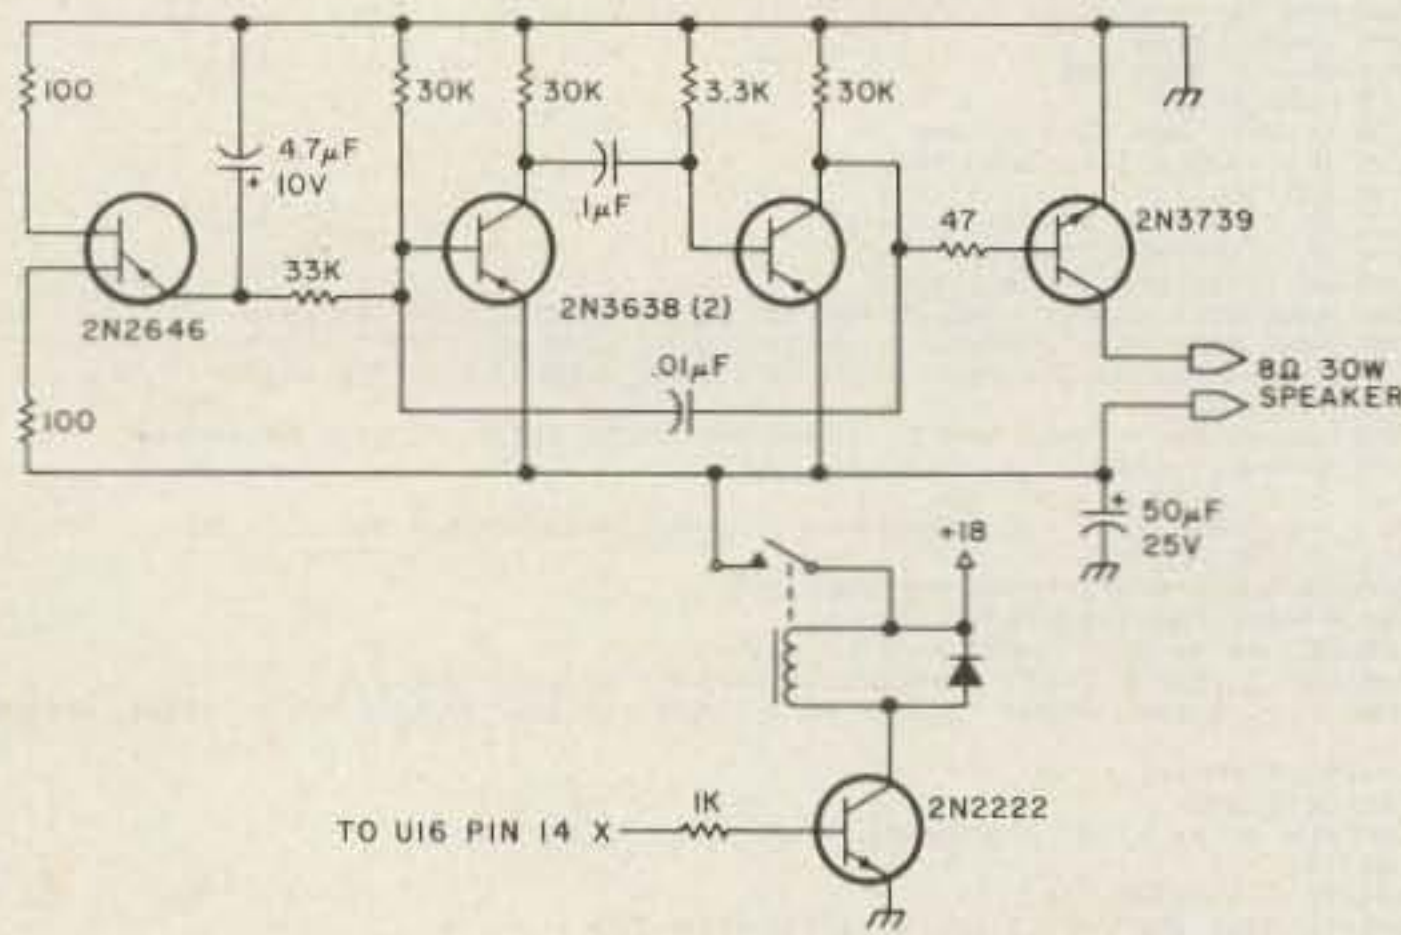 100
4.7µF
10V
30K
30K
3.3K
30K
.1µF
47
2N3739
33K
2N2646
2N3638 (2)
.01µF
8Ω 30W
SPEAKER
100
+
+
50µF
25V
+18
1K
2N2222
TO U16 PIN 14 X